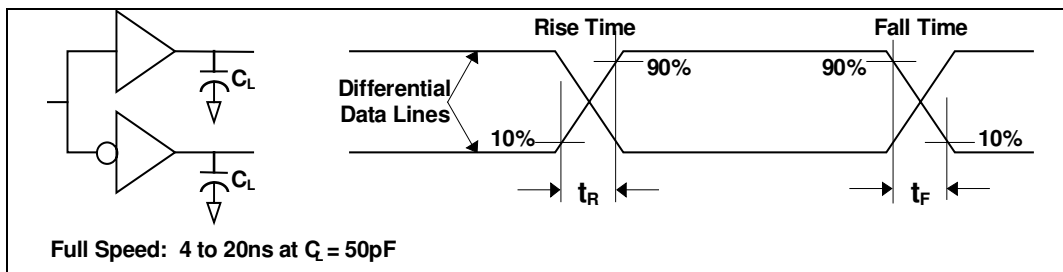 Rise Time
Fall Time
C_L
Differential
Data Lines
90%
90%
10%
10%
C_L
t_R
t_F
Full Speed: 4 to 20ns at C_L = 50pF